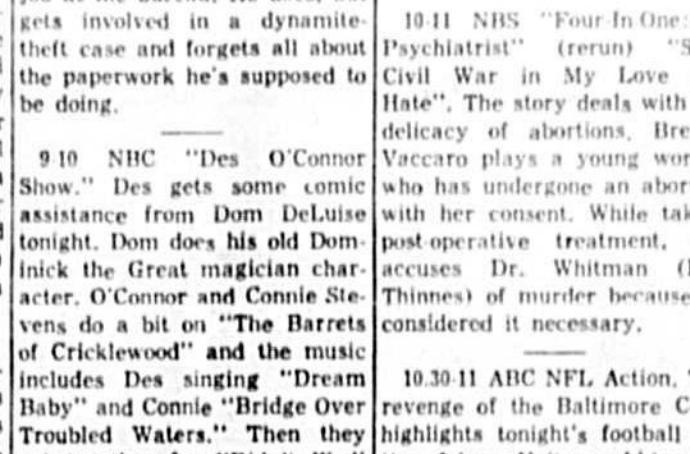 gets involved in a dynamite-
theft case and forgets all about
the paperwork he's supposed to
be doing.
9-10 NHC "Des O'Connor
Show." Des gets some comic
assistance from Dom DeLuise
tonight. Dom does his old Dom-
inick the Great magician char-
acter. O'Connor and Connie Ste-
vens do a bit on "The Barrets
of Cricklewood" and the music
includes Des singing "Dream
Baby" and Connie "Bridge Over
Troubled Waters." Then they
10-11 NBS "Four-In One:
Psychiatrist" (rerun) "S
Civil War in My Love
Hate". The story deals with
delicacy of abortions. Bre
Vaccaro plays a young wor
who has undergone an abor
with her consent. While tak
post-operative treatment,
accuses Dr. Whitman (
Thinnes) of murder because
considered it necessary.
10.30-11 ABC NFL Action.
revenge of the Baltimore C
highlights tonight's football